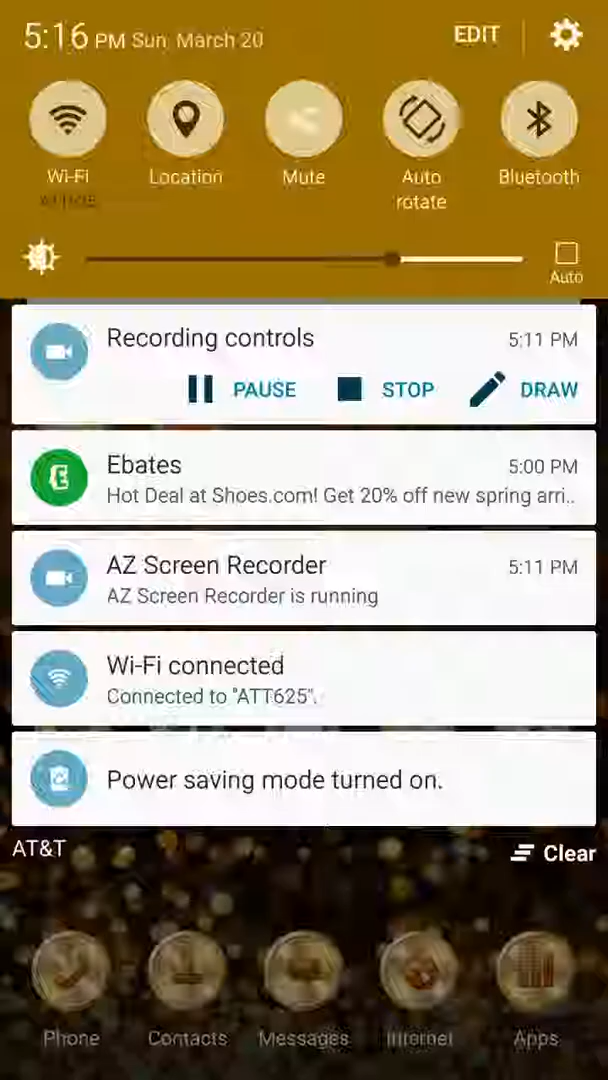 5:16 PM Sun, March 20 EDIT
Wi-Fi Location Mute Auto rotate Bluetooth
Auto
Recording controls 5:11 PM
PAUSE STOP DRAW
Ebates 5:00 PM
Hot Deal at Shoes.com! Get 20% off new spring arri..
AZ Screen Recorder 5:11 PM
AZ Screen Recorder is running
Wi-Fi connected
Connected to "ATT625".
Power saving mode turned on.
AT&T Clear
Phone Contacts Messages Internet Apps